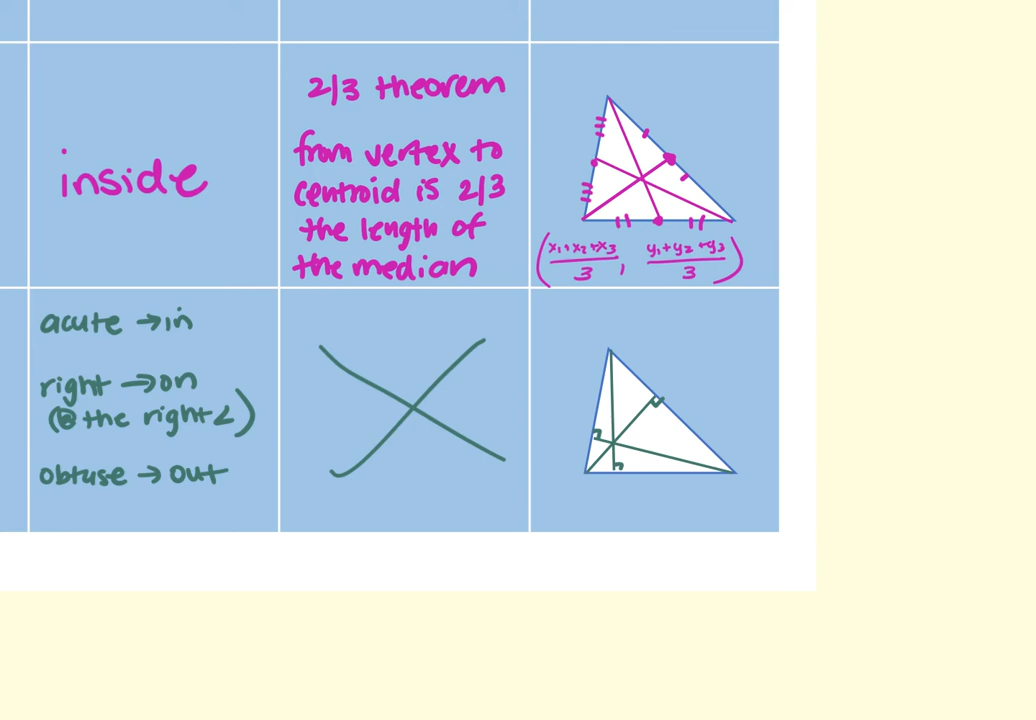 inside
2/3 theorem
from vertex to
centroid is 2/3
the length of
the median
(x₁+x₂+x₃/3, y₁+y₂+y₃/3)
acute → in
right → on
(@ the right ∠)
obtuse → out